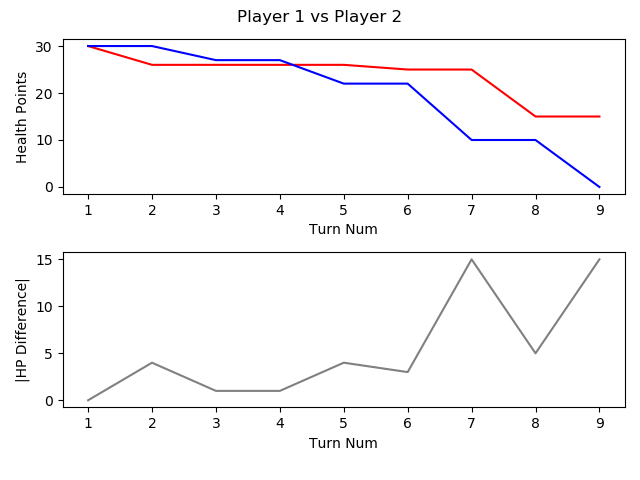 Player 1 vs Player 2
30
20
10
0
Health Points
1 2 3 4 5 6 7 8 9
Turn Num
15
10
5
0
|HP Difference|
1 2 3 4 5 6 7 8 9
Turn Num